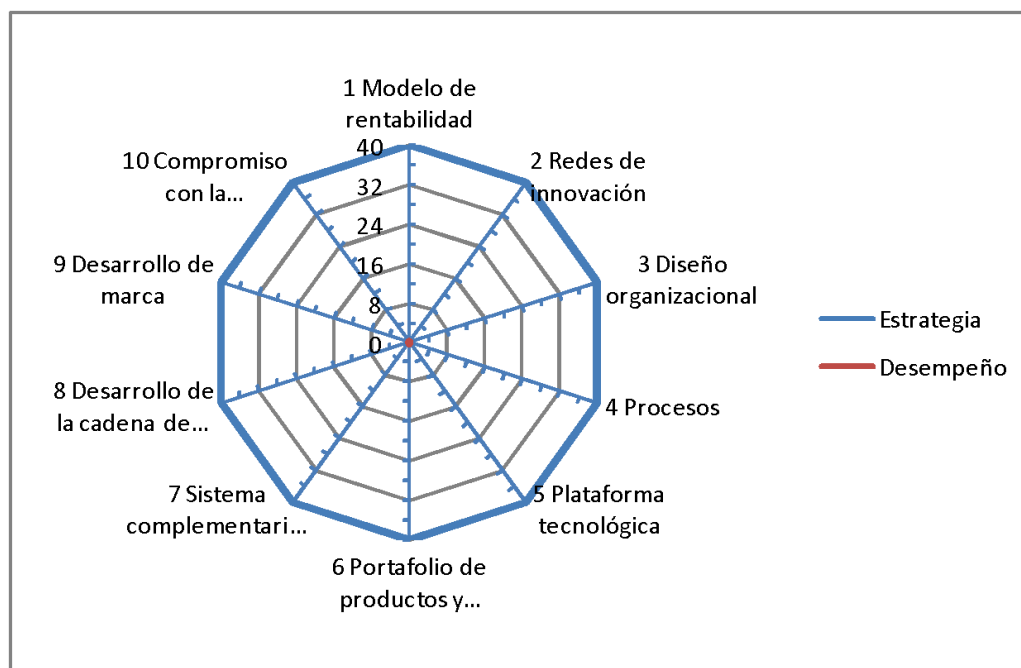 1 Modelo de
rentabilidad
2 Redes de
innovación
3 Diseño
organizacional
4 Procesos
5 Plataforma
tecnológica
6 Portafolio de
productos y...
7 Sistema
complementari...
8 Desarrollo de
la cadena de...
9 Desarrollo de
marca
10 Compromiso
con la...
40
32
24
16
8
0
Estrategia
Desempeño